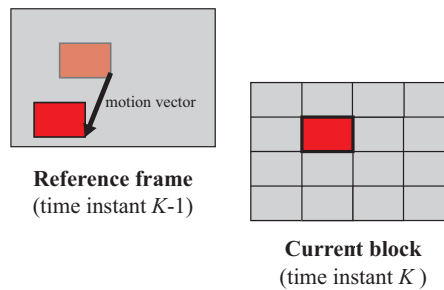 motion vector
Reference frame
(time instant K-1)
Current block
(time instant K )